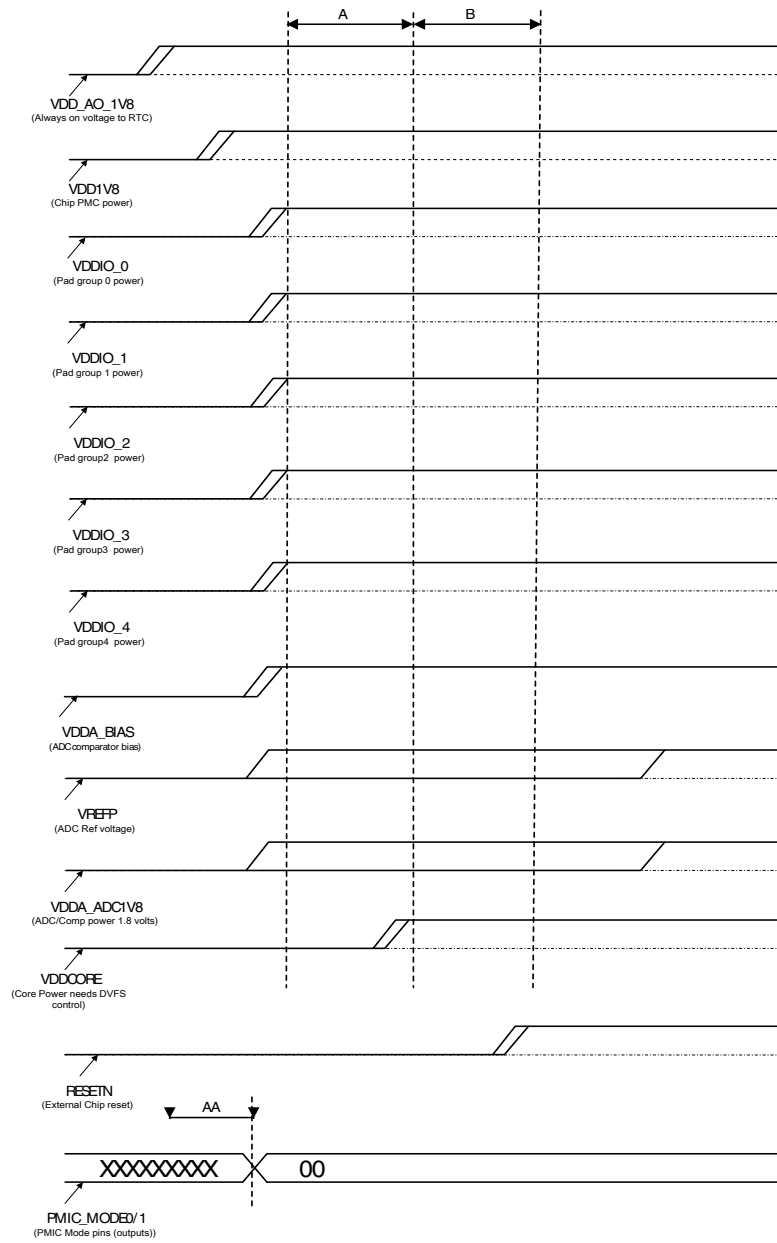 A
B
VDD_AO_1V8
(Always on voltage to RTC)
VDD1V8
(Chip PMC power)
VDDIO_0
(Pad group 0 power)
VDDIO_1
(Pad group 1 power)
VDDIO_2
(Pad group2 power)
VDDIO_3
(Pad group3 power)
VDDIO_4
(Pad group4 power)
VDDA_BIAS
(ADCcomparator bias)
VREFP
(ADC Ref voltage)
VDDA_ADC1V8
(ADC/Comp power 1.8 volts)
VDDCORE
(Core Power needs DVFS
control)
RESETN
(External Chip reset)
AA
XXXXXXXXX
00
PMIC_MODE0/1
(PMIC Mode pins (outputs))